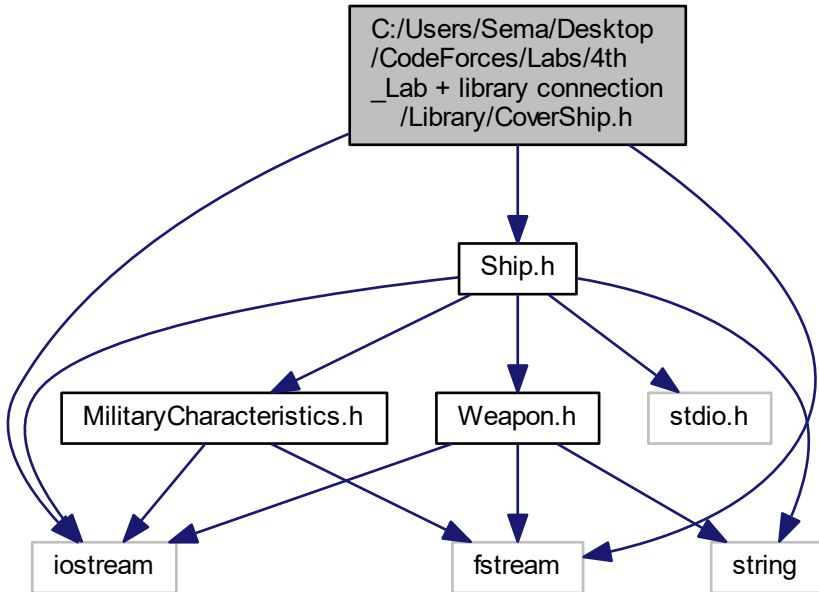 C:/Users/Sema/Desktop
/CodeForces/Labs/4th
_Lab + library connection
/Library/CoverShip.h
Ship.h
MilitaryCharacteristics.h
Weapon.h
stdio.h
iostream
fstream
string